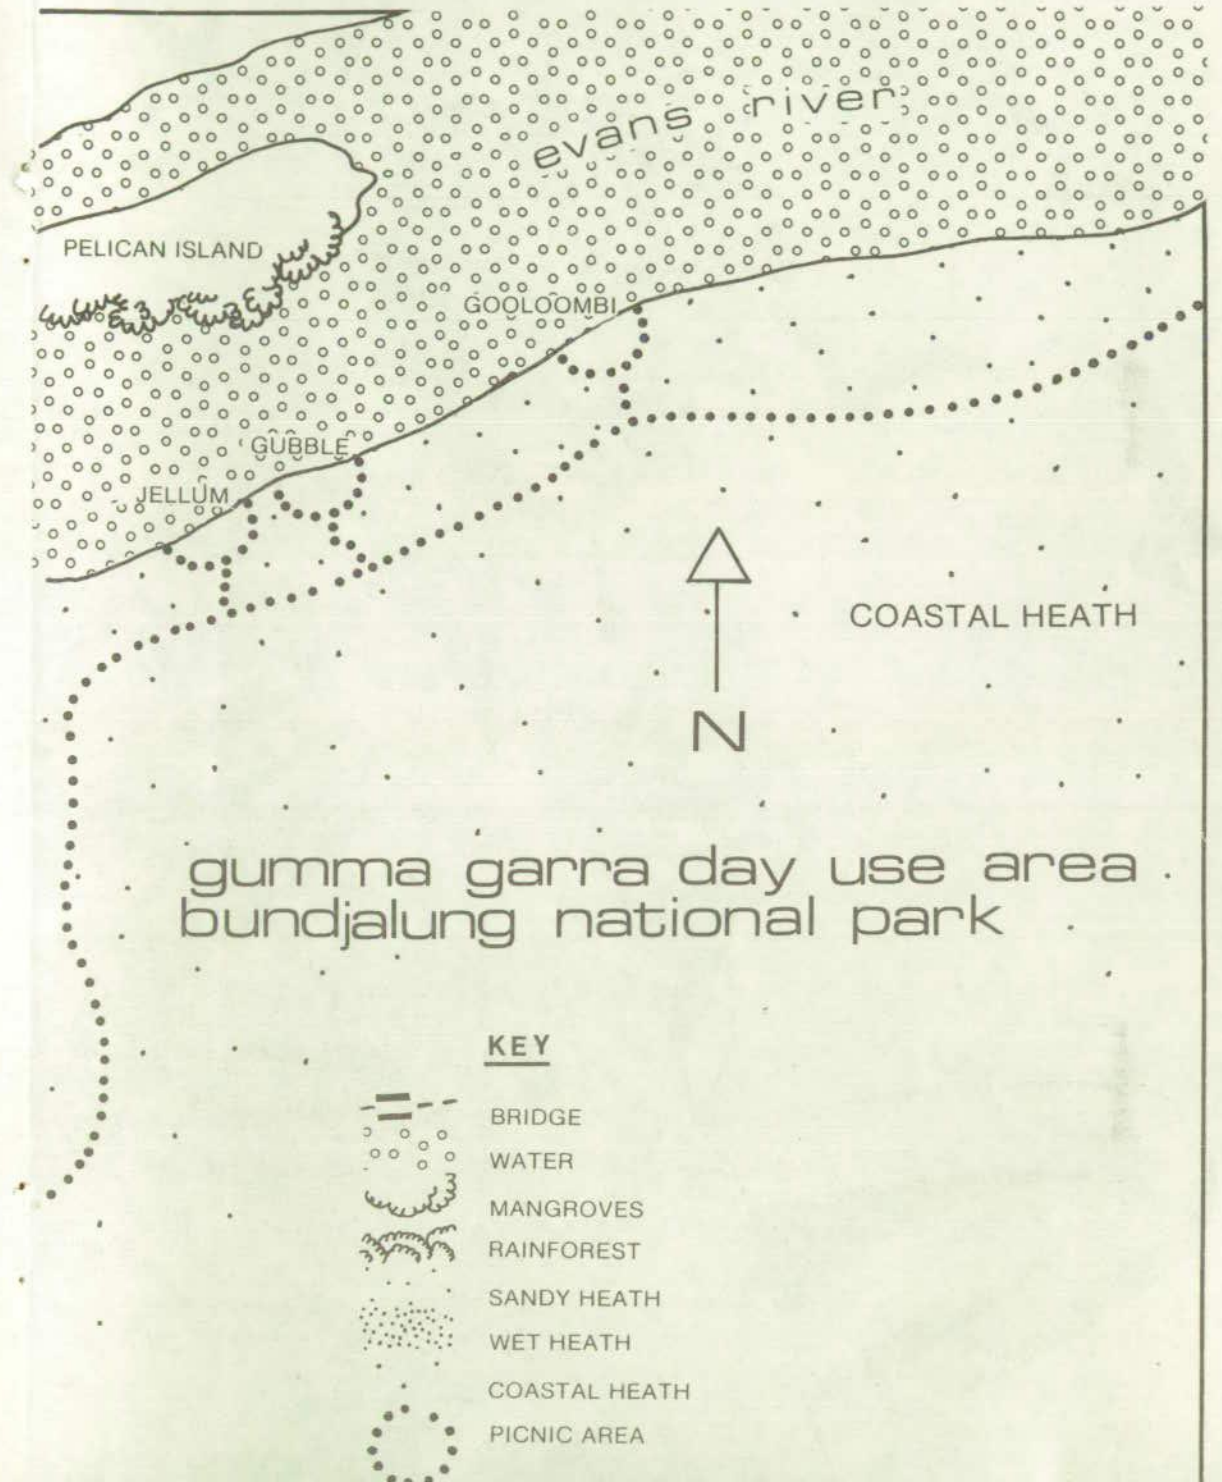 evans river
PELICAN ISLAND
GOOLOOMBI
GUBBLE
JELLUM
COASTAL HEATH
N
gumma garra day use area
bundjalung national park
KEY
BRIDGE
WATER
MANGROVES
RAINFOREST
SANDY HEATH
WET HEATH
COASTAL HEATH
PICNIC AREA